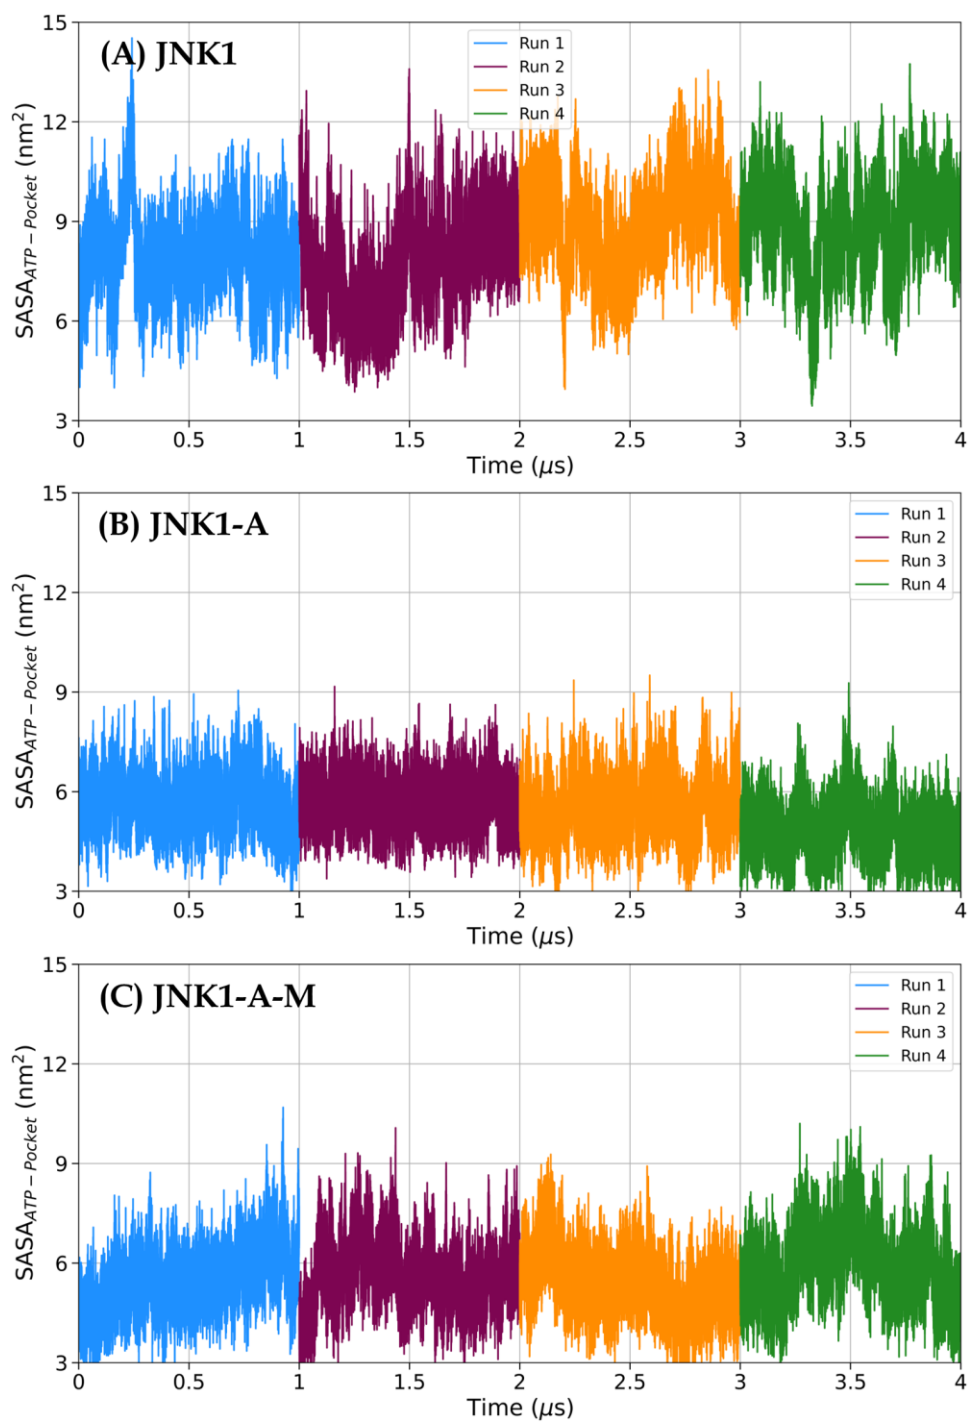 (A) JNK1
Run 1
Run 2
Run 3
Run 4
SASA_ATP-Pocket (nm²)
15
12
9
6
3
0 0.5 1 1.5 2 2.5 3 3.5 4
Time (μs)
(B) JNK1-A
Run 1
Run 2
Run 3
Run 4
SASA_ATP-Pocket (nm²)
15
12
9
6
3
0 0.5 1 1.5 2 2.5 3 3.5 4
Time (μs)
(C) JNK1-A-M
Run 1
Run 2
Run 3
Run 4
SASA_ATP-Pocket (nm²)
15
12
9
6
3
0 0.5 1 1.5 2 2.5 3 3.5 4
Time (μs)